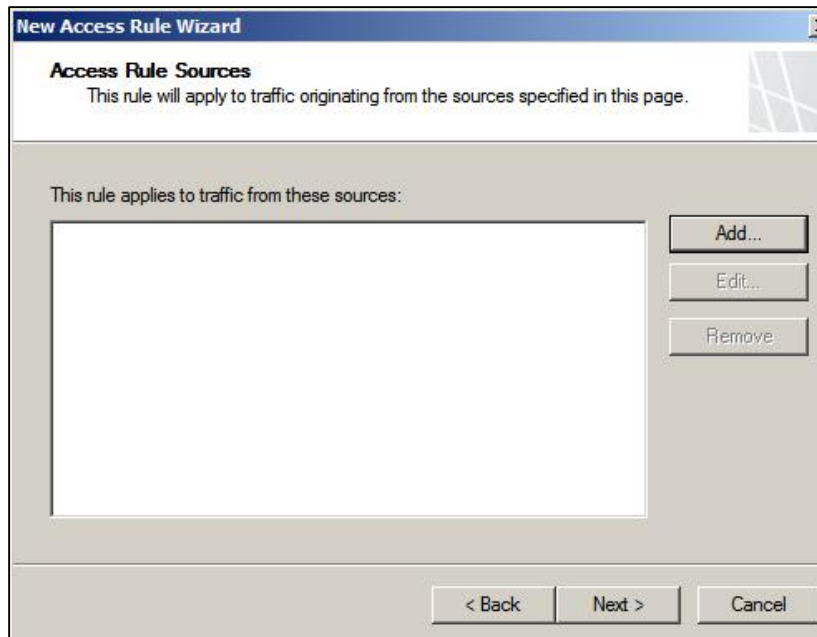 New Access Rule Wizard
Access Rule Sources
This rule will apply to traffic originating from the sources specified in this page.
This rule applies to traffic from these sources:
Add...
Edit...
Remove
< Back
Next >
Cancel